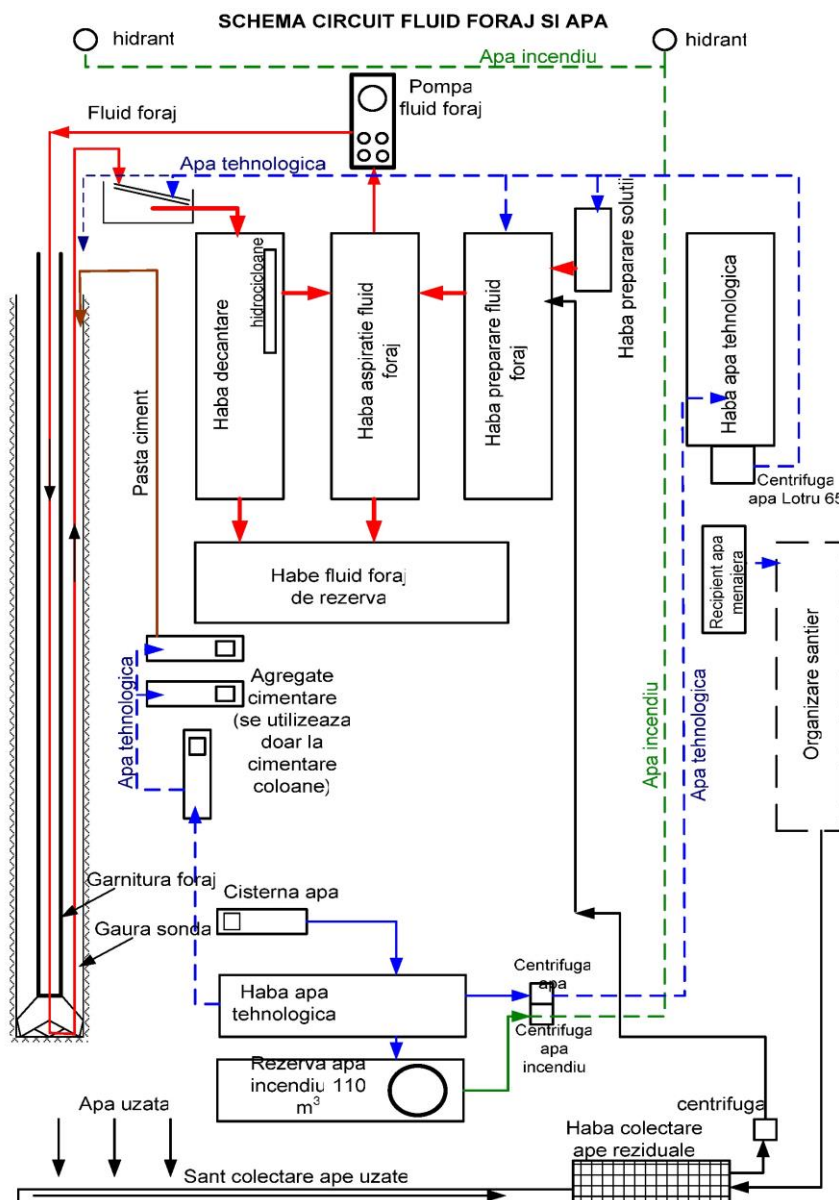 SCHEMA CIRCUIT FLUID FORAJ SI APA
hidrant
Apa incendiu
hidrant
Pompa
fluid foraj
Fluid foraj
Apa tehnologica
Haba decantare
hidrocicloane
Haba aspiratie fluid
foraj
Haba preparare fluid
foraj
Haba preparare solutii
Haba apa tehnologica
Centrifuga
apa Lotru 65
Pasta ciment
Habe fluid foraj
de rezerva
Recipient apa
menajera
Organizare santier
Apa tehnologica
Agregate
cimentare
(se utilizeaza
doar la
cimentare
coloane)
Apa incendiu
Apa tehnologica
Garnitura foraj
Gaura sonda
Cisterna apa
Haba apa
tehnologica
Centrifuga
apa
Centrifuga
apa
incendiu
Rezerva apa
incendiu 110
m³
Apa uzata
Sant colectare ape uzate
Haba colectare
ape reziduale
centrifuga